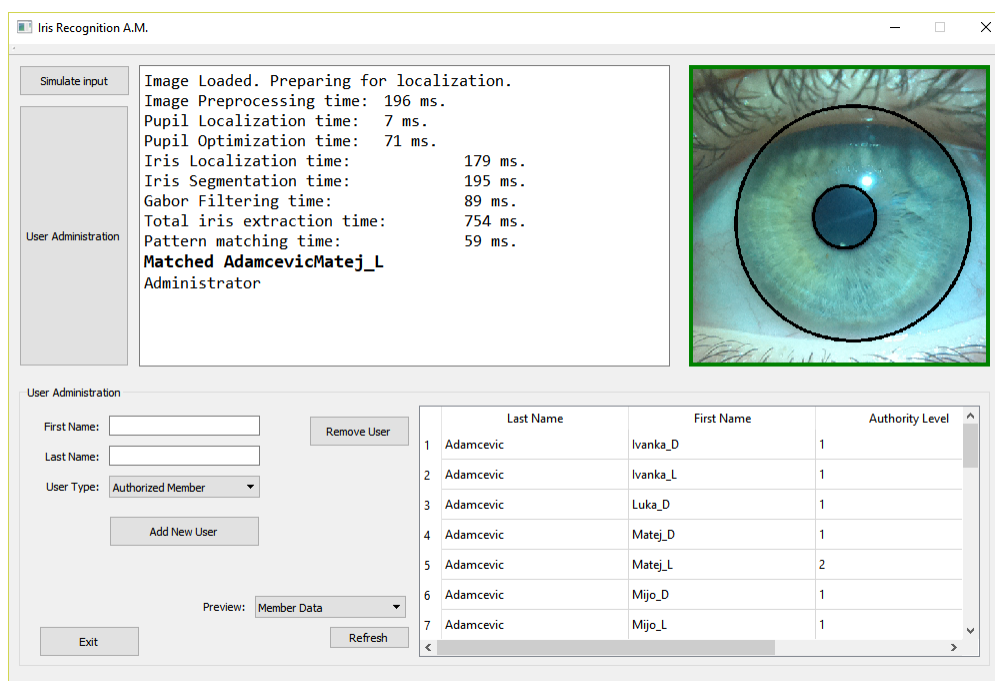 Iris Recognition A.M.
Simulate input
User Administration
Image Loaded. Preparing for localization.
Image Preprocessing time: 196 ms.
Pupil Localization time: 7 ms.
Pupil Optimization time: 71 ms.
Iris Localization time: 179 ms.
Iris Segmentation time: 195 ms.
Gabor Filtering time: 89 ms.
Total iris extraction time: 754 ms.
Pattern matching time: 59 ms.
Matched AdamcevicMatej_L
Administrator
User Administration
First Name:
Last Name:
User Type: Authorized Member
Add New User
Remove User
Preview: Member Data
Refresh
Exit
Last Name First Name Authority Level
1 Adamcevic Ivanka_D 1
2 Adamcevic Ivanka_L 1
3 Adamcevic Luka_D 1
4 Adamcevic Matej_D 1
5 Adamcevic Matej_L 2
6 Adamcevic Mijo_D 1
7 Adamcevic Mijo_L 1